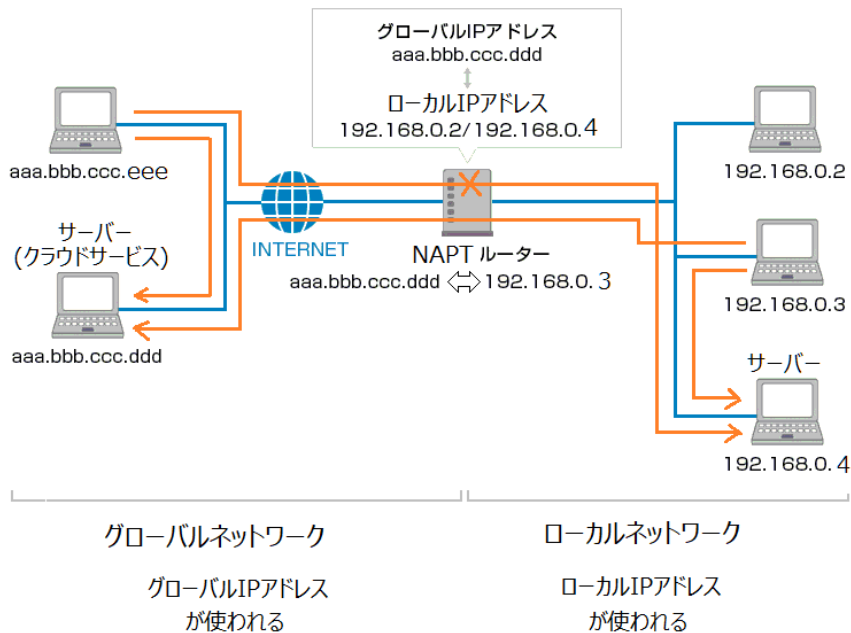 グローバルIPアドレス
aaa.bbb.ccc.ddd
ローカルIPアドレス
192.168.0.2/192.168.0.4
aaa.bbb.ccc.eee
192.168.0.2
サーバー
(クラウドサービス)
INTERNET
NAPT ルーター
aaa.bbb.ccc.ddd 192.168.0.3
192.168.0.3
aaa.bbb.ccc.ddd
サーバー
192.168.0.4
グローバルネットワーク
ローカルネットワーク
グローバルIPアドレス
が使われる
ローカルIPアドレス
が使われる